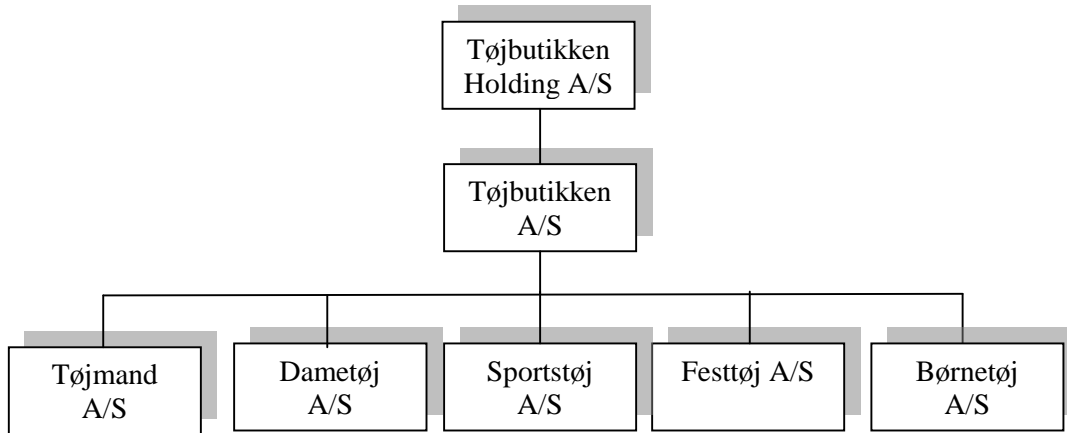 Tøjbutikken
Holding A/S
Tøjbutikken
A/S
Tøjmand
A/S
Dametøj
A/S
Sportstøj
A/S
Festtøj A/S
Børnetøj
A/S